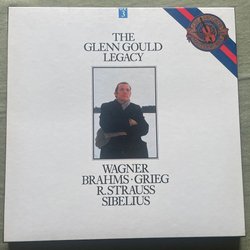 3
THE
GLENN GOULD
LEGACY
WAGNER
BRAHMS·GRIEG
R. STRAUSS
SIBELIUS